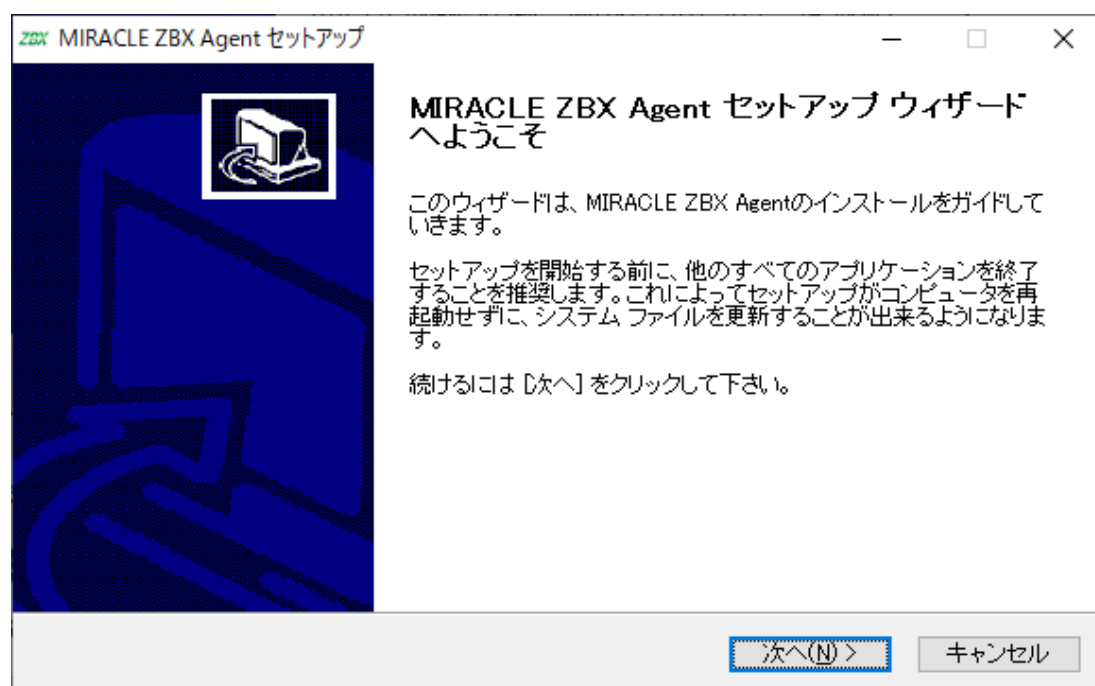 ZBX MIRACLE ZBX Agent セットアップ
MIRACLE ZBX Agent セットアップ ウィザード
へようこそ
このウィザードは、MIRACLE ZBX Agentのインストールをガイドして
いきます。
セットアップを開始する前に、他のすべてのアプリケーションを終了
することを推奨します。これによってセットアップがコンピュータを再
起動せずに、システム ファイルを更新することが出来るようになりま
す。
続けるには [次へ] をクリックして下さい。
次へ(N) >
キャンセル